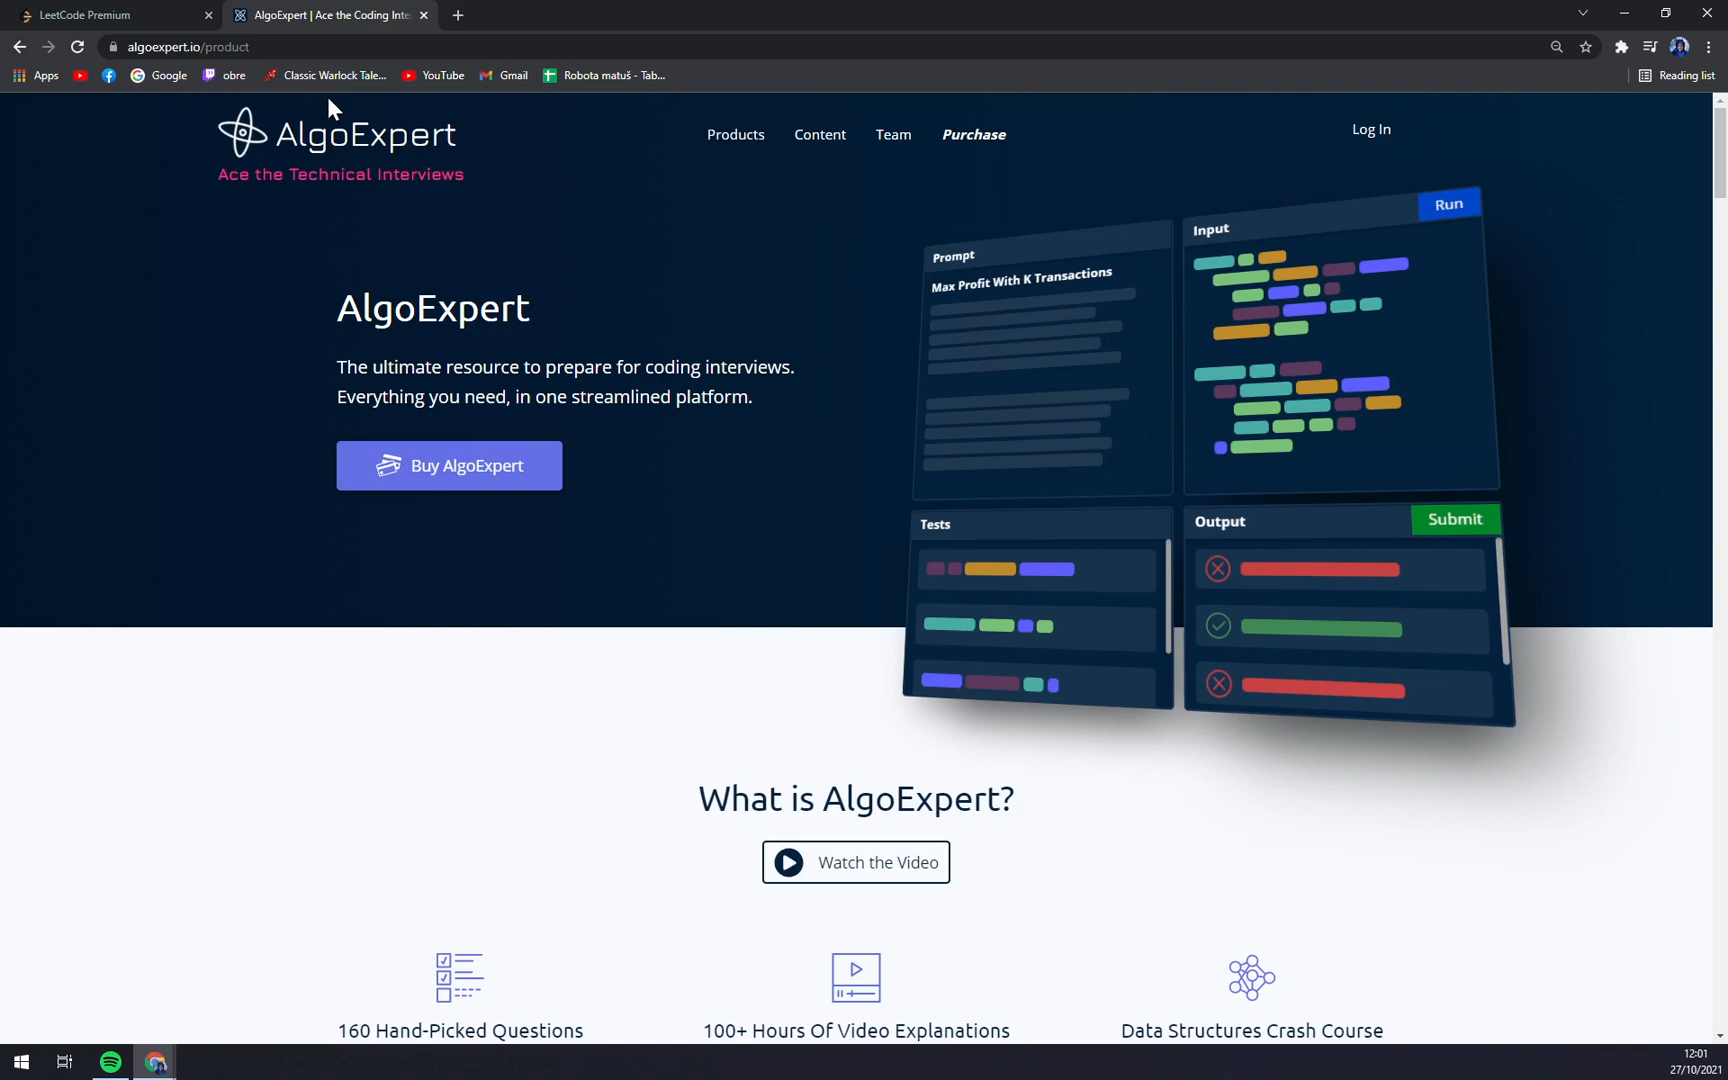 LeetCode Premium
AlgoExpert | Ace the Coding Inte
algoexpert.io/product
Apps
Google
obre
Classic Warlock Tale...
YouTube
Gmail
Robota matuš - Tab...
Reading list
AlgoExpert
Ace the Technical Interviews
Products
Content
Team
Purchase
Log In
Prompt
Max Profit With K Transactions
Input
Run
AlgoExpert
The ultimate resource to prepare for coding interviews.
Everything you need, in one streamlined platform.
Buy AlgoExpert
Tests
Output
Submit
What is AlgoExpert?
Watch the Video
160 Hand-Picked Questions
100+ Hours Of Video Explanations
Data Structures Crash Course
12:01
27/10/2021